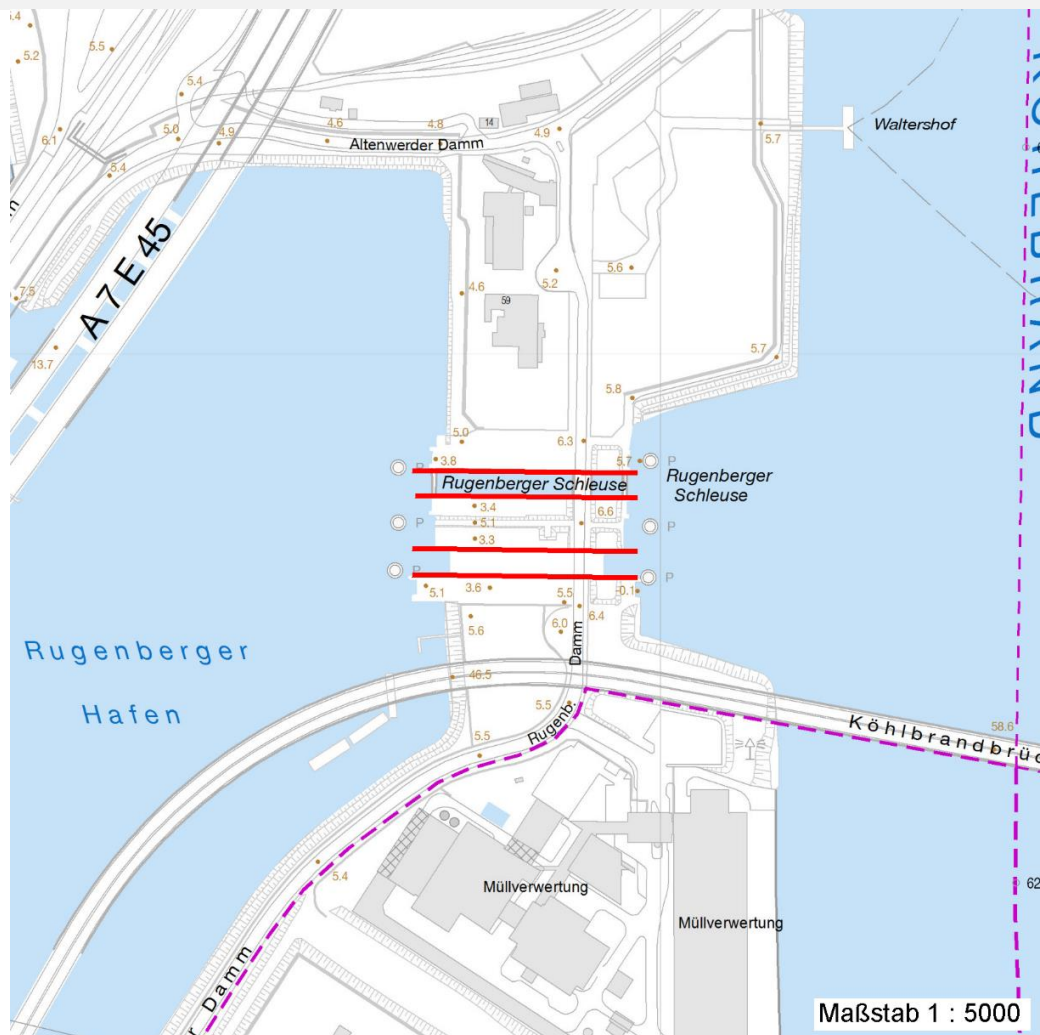 5.4
5.5
5.2
5.4
6.1
5.0
4.9
4.6
4.8
14
4.9
5.7
Waltershof
Altenwerder Damm
5.4
A 7 E 45
5.6
5.2
7.5
4.6
59
13.7
5.7
5.8
5.0
6.3
3.8
5.7
P
P
Rugenberger Schleuse
Rugenberger
Schleuse
3.4
6.6
P
5.1
P
3.3
P
P
5.1
3.6
5.5
0.1
6.4
5.6
6.0
Damm
Rugenberger
Hafen
46.5
5.5
Rugenb.
5.5
58.6
Köhlbrandbrüc
5.4
Müllverwertung
62
Müllverwertung
r Damm
Maßstab 1 : 5000